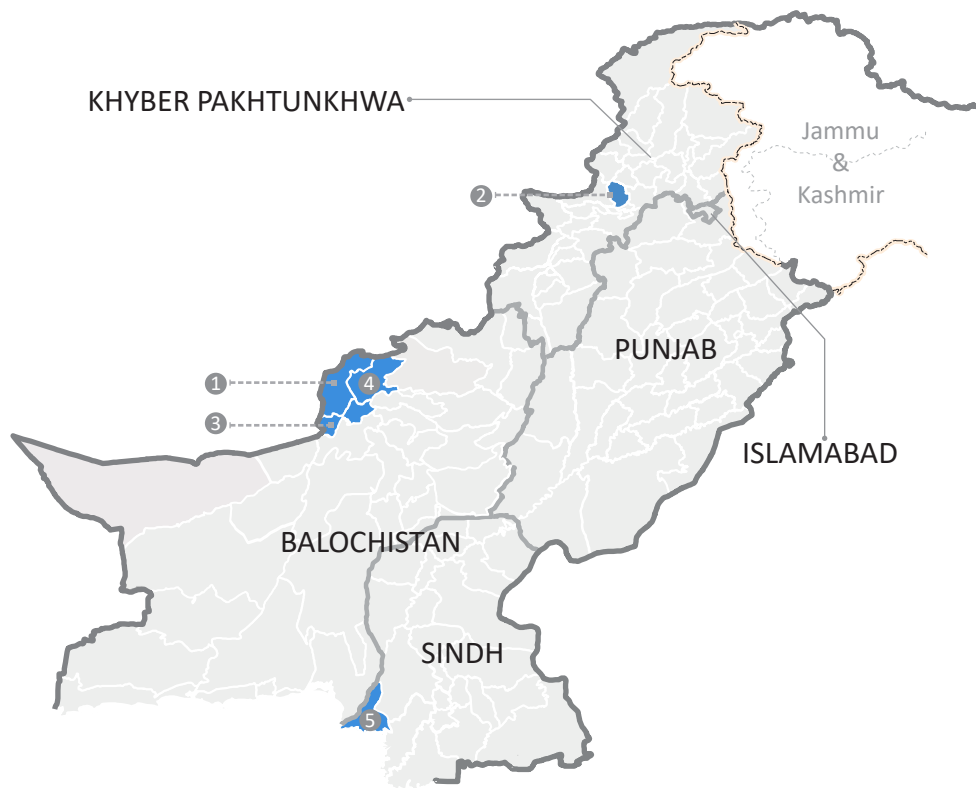 KHYBER PAKHTUNKHWA
Jammu
&
Kashmir
2
PUNJAB
1
4
3
ISLAMABAD
BALOCHISTAN
SINDH
5